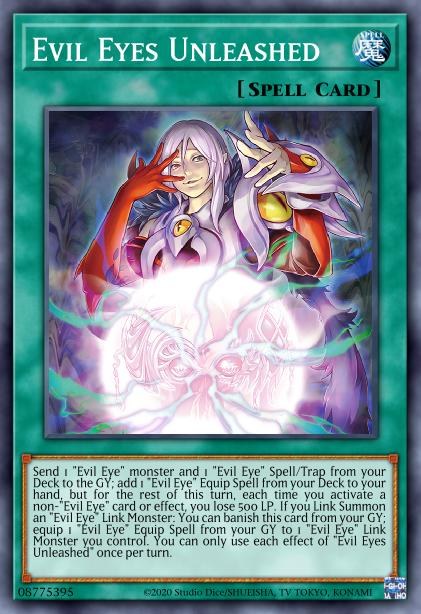 Evil Eyes Unleashed
SPELL
魔
[Spell Card]
Send 1 "Evil Eye" monster and 1 "Evil Eye" Spell/Trap from your
Deck to the GY; add 1 "Evil Eye" Equip Spell from your Deck to your
hand, but for the rest of this turn, each time you activate a
non-"Evil Eye" card or effect, you lose 500 LP. If you Link Summon
an "Evil Eye" Link Monster: You can banish this card from your GY;
equip 1 "Evil Eye" Equip Spell from your GY to 1 "Evil Eye" Link
Monster you control. You can only use each effect of "Evil Eyes
Unleashed" once per turn.
08775395
©2020 Studio Dice/SHUEISHA, TV TOKYO, KONAMI